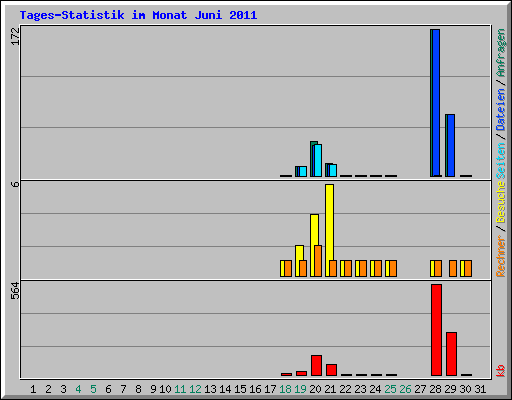 Tages-Statistik im Monat Juni 2011
172
6
564
Rechner / Besuche Seiten / Dateien / Anfragen
kb
1 2 3 4 5 6 7 8 9 10 11 12 13 14 15 16 17 18 19 20 21 22 23 24 25 26 27 28 29 30 31